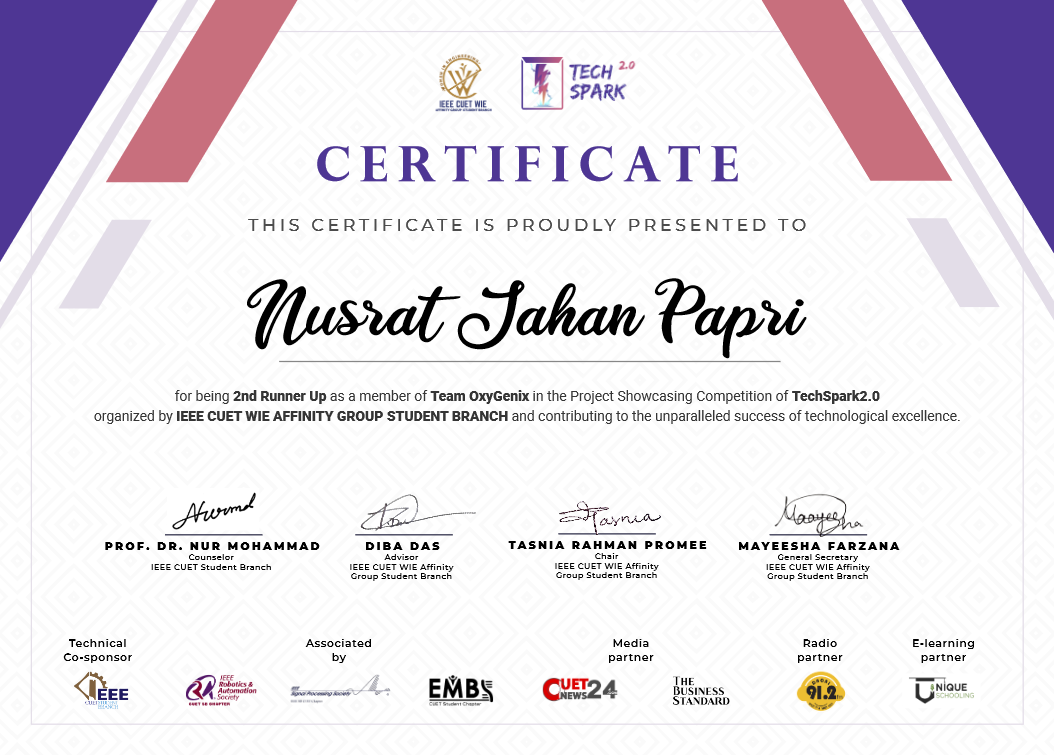 IEEE CUET WIE
AFFINITY GROUP STUDENT BRANCH
TECH 2.0
SPARK
CERTIFICATE
THIS CERTIFICATE IS PROUDLY PRESENTED TO
Nusrat Jahan Papri
for being 2nd Runner Up as a member of Team OxyGenix in the Project Showcasing Competition of TechSpark2.0
organized by IEEE CUET WIE AFFINITY GROUP STUDENT BRANCH and contributing to the unparalleled success of technological excellence.
Tasnia
Mayeesha
PROF. DR. NUR MOHAMMAD
Counselor
IEEE CUET Student Branch
DIBA DAS
Advisor
IEEE CUET WIE Affinity
Group Student Branch
TASNIA RAHMAN PROMEE
Chair
IEEE CUET WIE Affinity
Group Student Branch
MAYEESHA FARZANA
General Secretary
IEEE CUET WIE Affinity
Group Student Branch
Technical
Co-sponsor
IEEE
CUET STUDENT
BRANCH
Associated
by
IEEE
Robotics &
Automation
Society
CUET SB CHAPTER
Signal Processing Society
EMBS
CUET Student Chapter
Media
partner
CUET
NEWS24
THE
BUSINESS
STANDARD
Radio
partner
91.2
E-learning
partner
UNIQUE
SCHOOLING